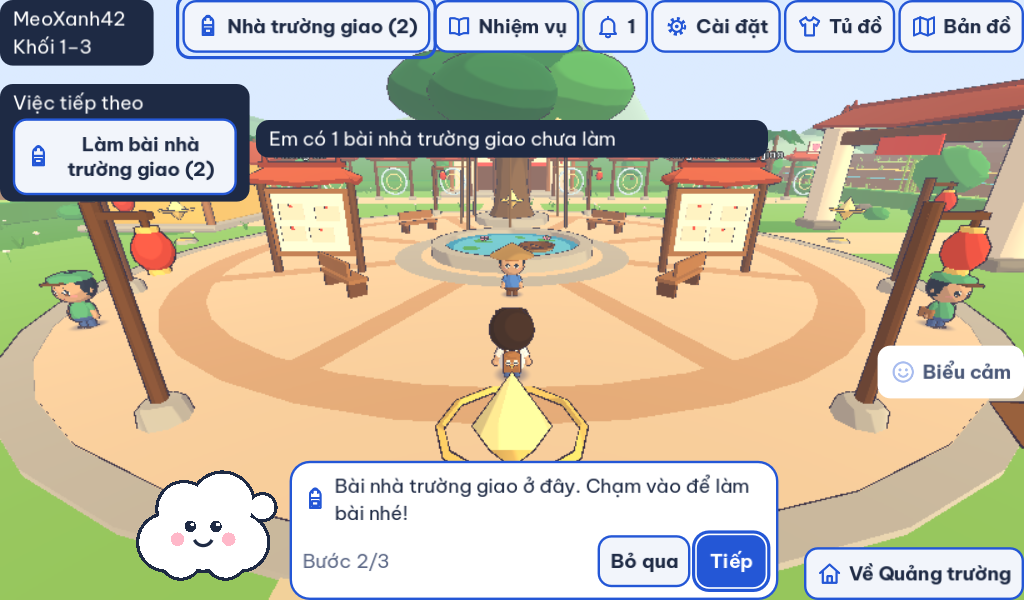 MeoXanh42
Khối 1–3
Nhà trường giao (2)
Nhiệm vụ
1
Cài đặt
Tủ đồ
Bản đồ
Việc tiếp theo
Làm bài nhà
trường giao (2)
Em có 1 bài nhà trường giao chưa làm
Biểu cảm
Bài nhà trường giao ở đây. Chạm vào để làm
bài nhé!
Bước 2/3
Bỏ qua
Tiếp
Về Quảng trường